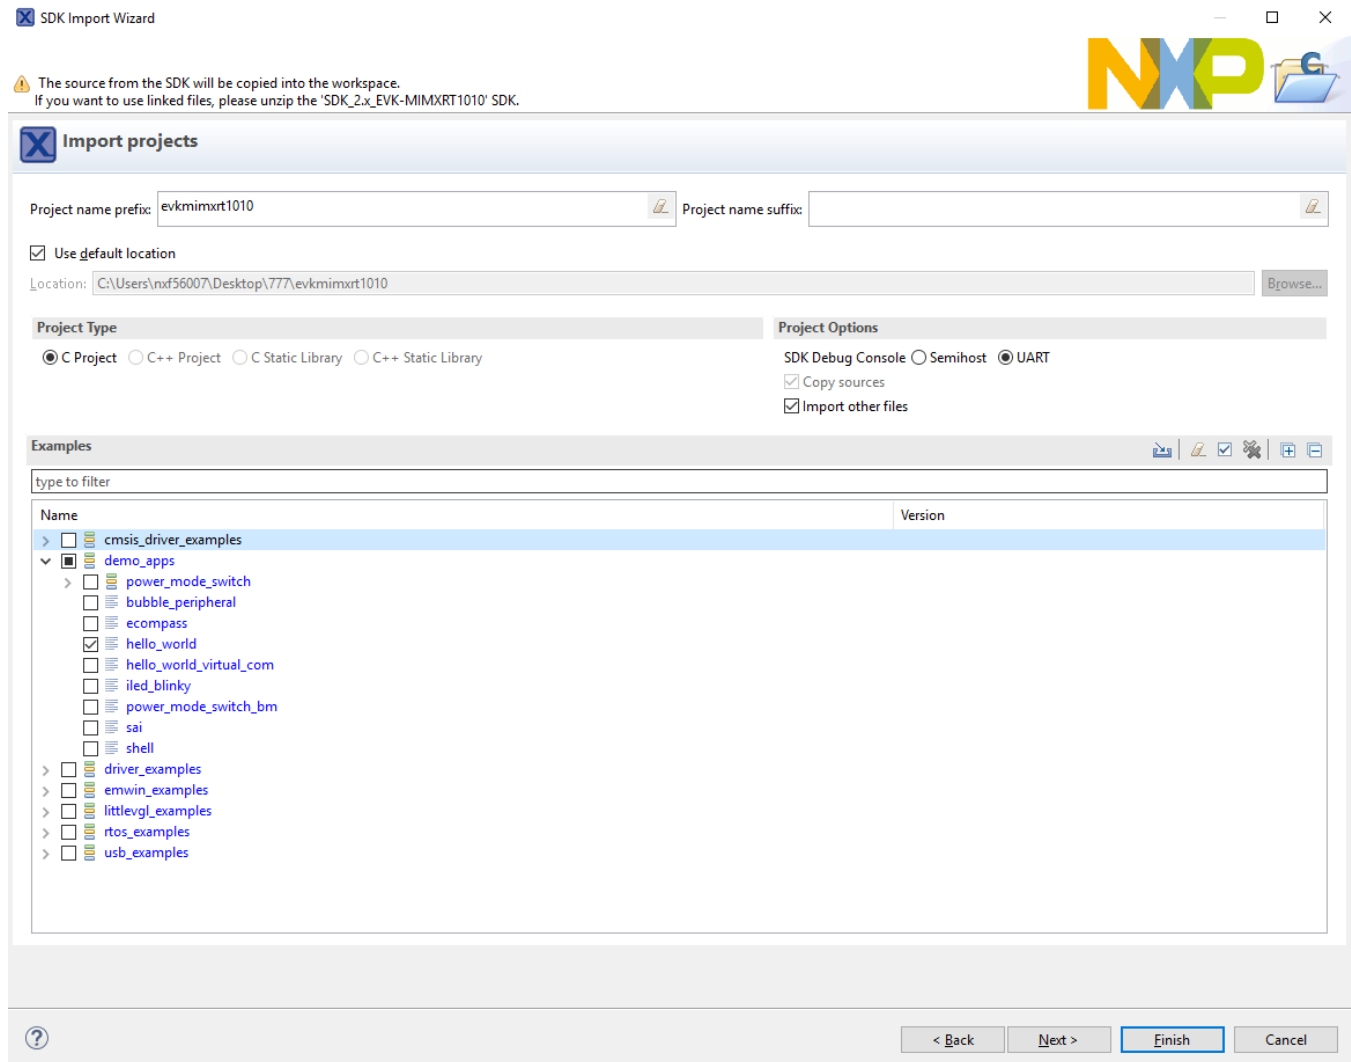 SDK Import Wizard
The source from the SDK will be copied into the workspace.
If you want to use linked files, please unzip the 'SDK_2.x_EVK-MIMXRT1010' SDK.
NXP
C
X Import projects
Project name prefix: evkmimxrt1010 Project name suffix:
Use default location
Location: C:\Users\nxf56007\Desktop\777\evkmimxrt1010 Browse...
Project Type Project Options
C Project C++ Project C Static Library C++ Static Library SDK Debug Console Semihost UART
Copy sources
Import other files
Examples
type to filter
Name Version
cmsis_driver_examples
demo_apps
power_mode_switch
bubble_peripheral
ecompass
hello_world
hello_world_virtual_com
iled_blinky
power_mode_switch_bm
sai
shell
driver_examples
emwin_examples
littlevgl_examples
rtos_examples
usb_examples
? < Back Next > Finish Cancel